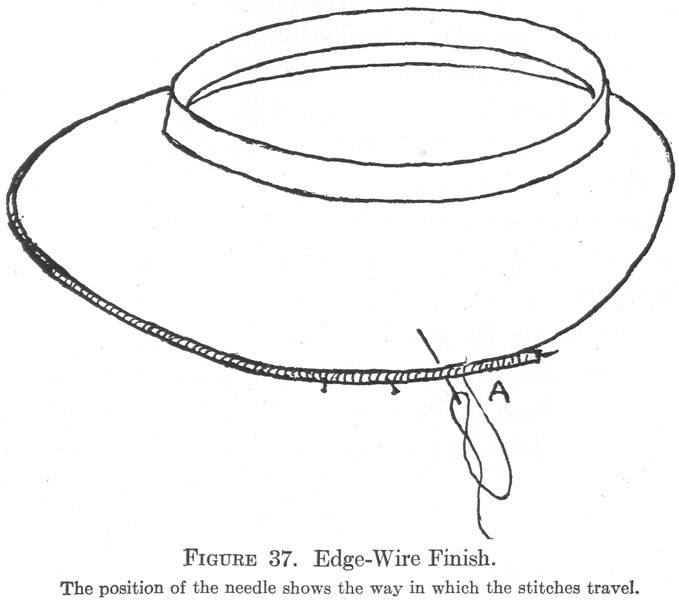 A
FIGURE 37. Edge-Wire Finish.
The position of the needle shows the way in which the stitches travel.